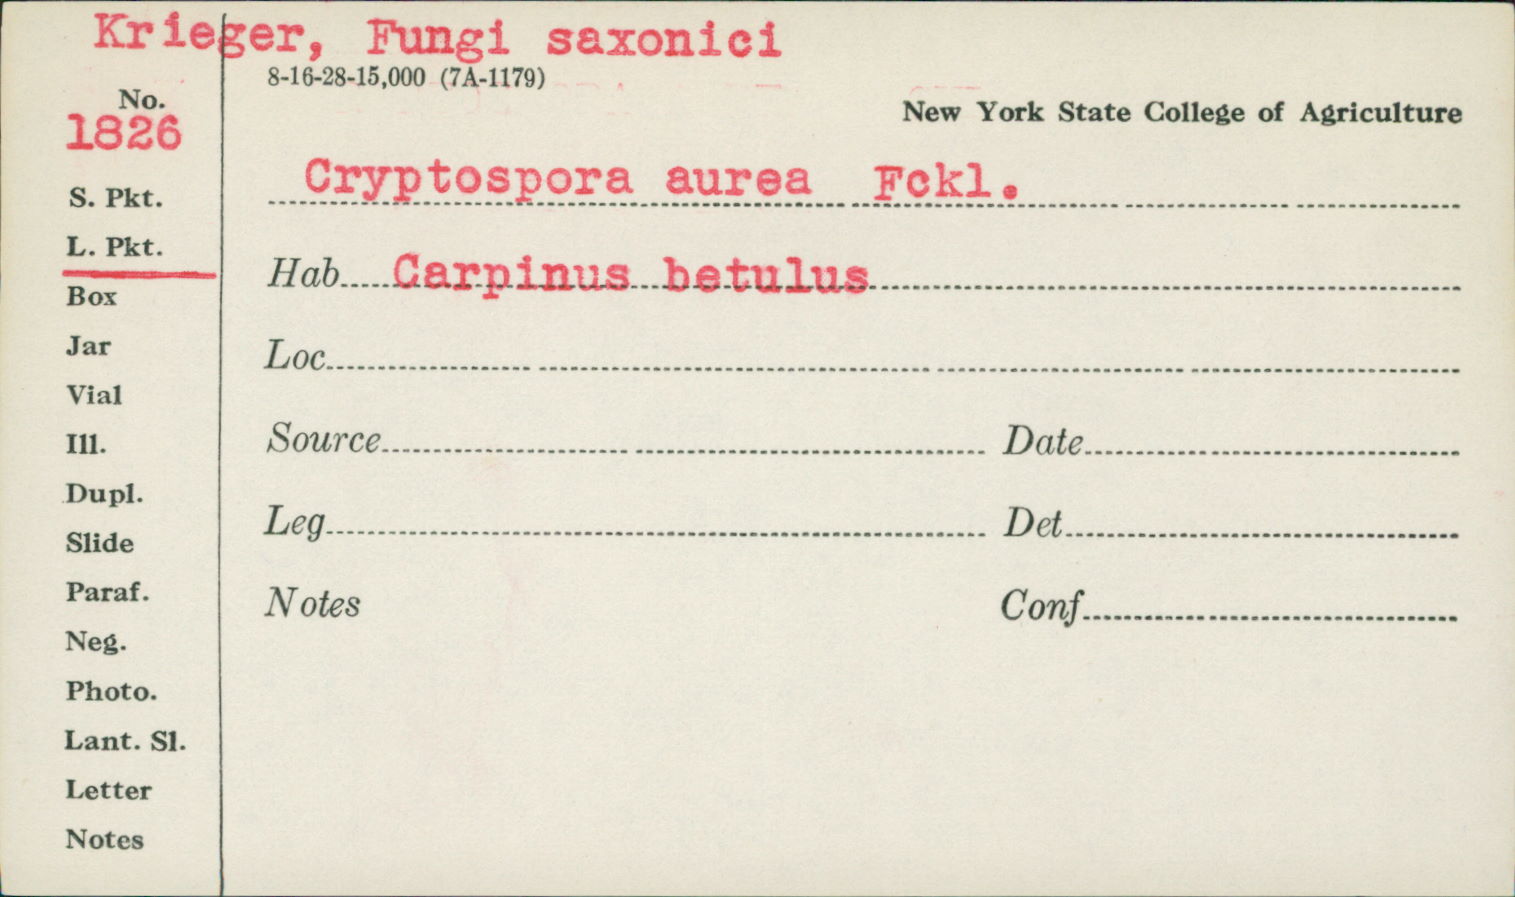 Krieger, Fungi saxonici
8-16-28-15,000 (7A-1179)
No.
1826
New York State College of Agriculture
Cryptospora aurea Fckl.
S. Pkt.
L. Pkt.
Hab Carpinus betulus
Box
Jar
Loc
Vial
Ill.
Source Date
Dupl.
Slide
Leg Det
Paraf.
Notes Conf
Neg.
Photo.
Lant. Sl.
Letter
Notes